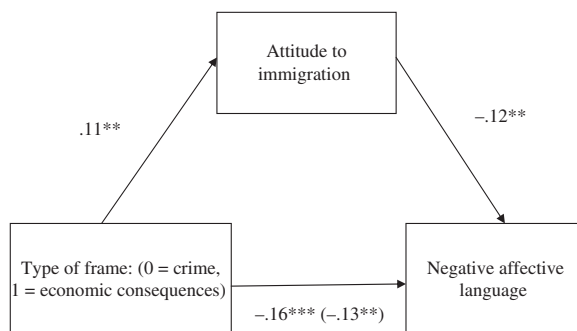 Attitude to
immigration
.11**
–.12**
Type of frame: (0 = crime,
1 = economic consequences)
Negative affective
language
–.16*** (–.13**)